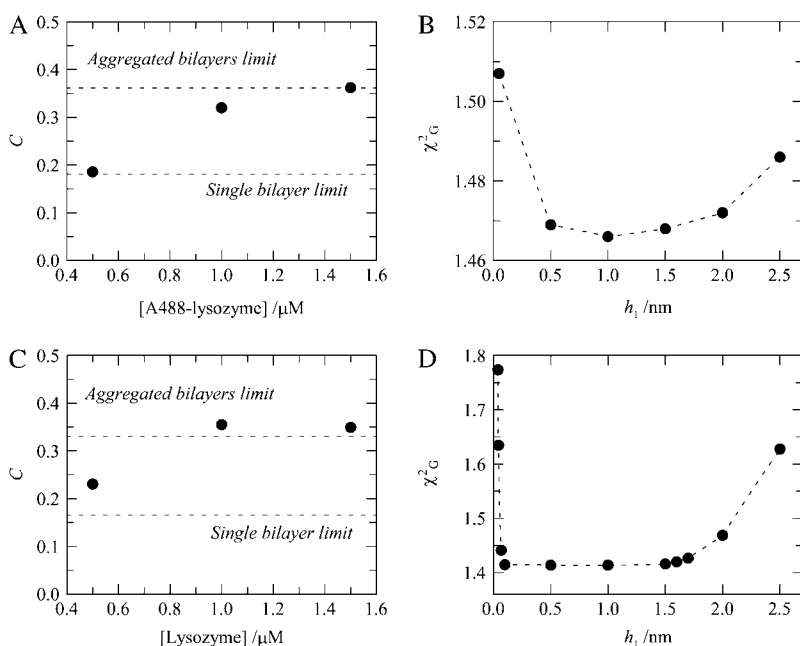 A
0.5
0.4
0.3
0.2
0.1
0.0
C
Aggregated bilayers limit
Single bilayer limit
0.4 0.6 0.8 1.0 1.2 1.4 1.6
[A488-lysozyme] /μM
B
1.52
1.50
1.48
1.46
χ²G
0.0 0.5 1.0 1.5 2.0 2.5
h₁ /nm
C
0.5
0.4
0.3
0.2
0.1
0.0
C
Aggregated bilayers limit
Single bilayer limit
0.4 0.6 0.8 1.0 1.2 1.4 1.6
[Lysozyme] /μM
D
1.8
1.7
1.6
1.5
1.4
χ²G
0.0 0.5 1.0 1.5 2.0 2.5
h₁ /nm